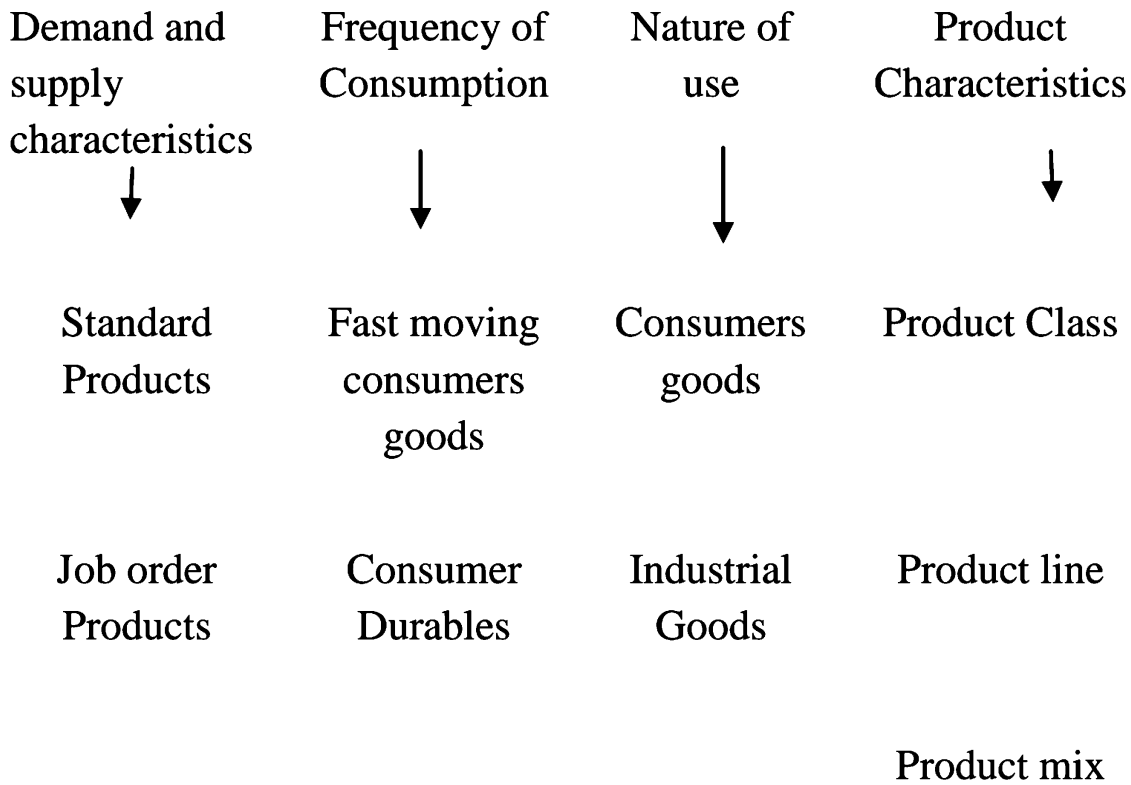 Demand and
supply
characteristics
Frequency of
Consumption
Nature of
use
Product
Characteristics
Standard
Products
Fast moving
consumers
goods
Consumers
goods
Product Class
Job order
Products
Consumer
Durables
Industrial
Goods
Product line
Product mix